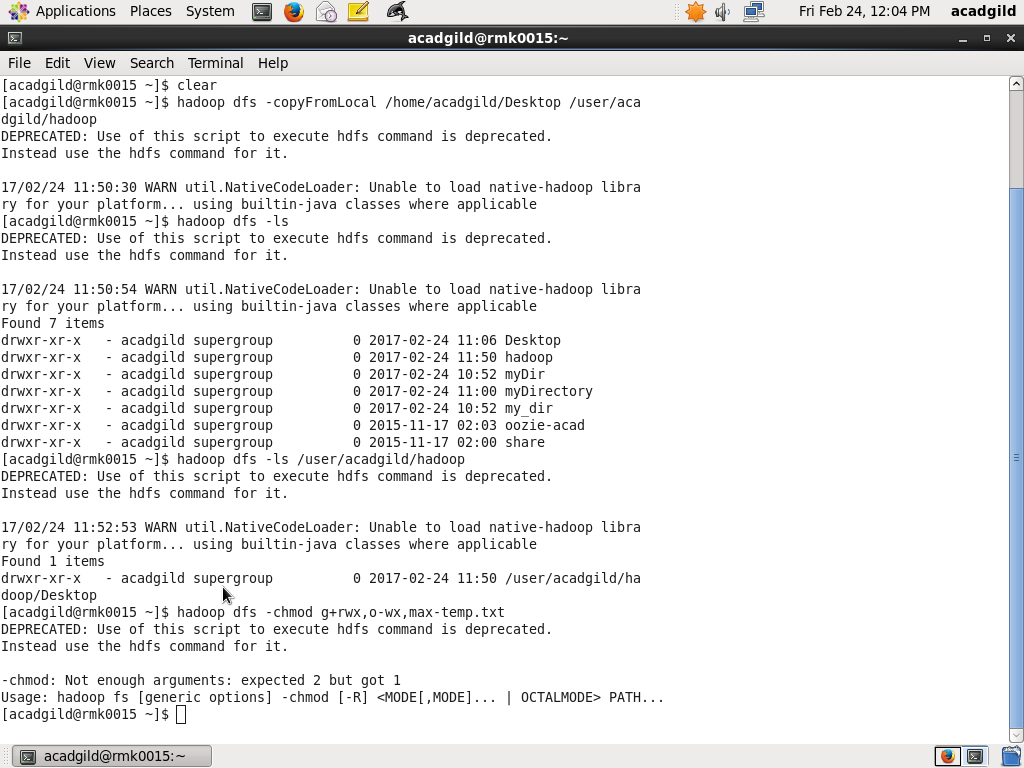 Applications Places System Fri Feb 24, 12:04 PM acadgild
acadgild@rmk0015:~
File Edit View Search Terminal Help
[acadgild@rmk0015 ~]$ clear
[acadgild@rmk0015 ~]$ hadoop dfs -copyFromLocal /home/acadgild/Desktop /user/aca
dgild/hadoop
DEPRECATED: Use of this script to execute hdfs command is deprecated.
Instead use the hdfs command for it.
17/02/24 11:50:30 WARN util.NativeCodeLoader: Unable to load native-hadoop libra
ry for your platform... using builtin-java classes where applicable
[acadgild@rmk0015 ~]$ hadoop dfs -ls
DEPRECATED: Use of this script to execute hdfs command is deprecated.
Instead use the hdfs command for it.
17/02/24 11:50:54 WARN util.NativeCodeLoader: Unable to load native-hadoop libra
ry for your platform... using builtin-java classes where applicable
Found 7 items
drwxr-xr-x   - acadgild supergroup          0 2017-02-24 11:06 Desktop
drwxr-xr-x   - acadgild supergroup          0 2017-02-24 11:50 hadoop
drwxr-xr-x   - acadgild supergroup          0 2017-02-24 10:52 myDir
drwxr-xr-x   - acadgild supergroup          0 2017-02-24 11:00 myDirectory
drwxr-xr-x   - acadgild supergroup          0 2017-02-24 10:52 my_dir
drwxr-xr-x   - acadgild supergroup          0 2015-11-17 02:03 oozie-acad
drwxr-xr-x   - acadgild supergroup          0 2015-11-17 02:00 share
[acadgild@rmk0015 ~]$ hadoop dfs -ls /user/acadgild/hadoop
DEPRECATED: Use of this script to execute hdfs command is deprecated.
Instead use the hdfs command for it.
17/02/24 11:52:53 WARN util.NativeCodeLoader: Unable to load native-hadoop libra
ry for your platform... using builtin-java classes where applicable
Found 1 items
drwxr-xr-x   - acadgild supergroup          0 2017-02-24 11:50 /user/acadgild/ha
doop/Desktop
[acadgild@rmk0015 ~]$ hadoop dfs -chmod g+rwx,o-wx,max-temp.txt
DEPRECATED: Use of this script to execute hdfs command is deprecated.
Instead use the hdfs command for it.
-chmod: Not enough arguments: expected 2 but got 1
Usage: hadoop fs [generic options] -chmod [-R] <MODE[,MODE]... | OCTALMODE> PATH...
[acadgild@rmk0015 ~]$
acadgild@rmk0015:~